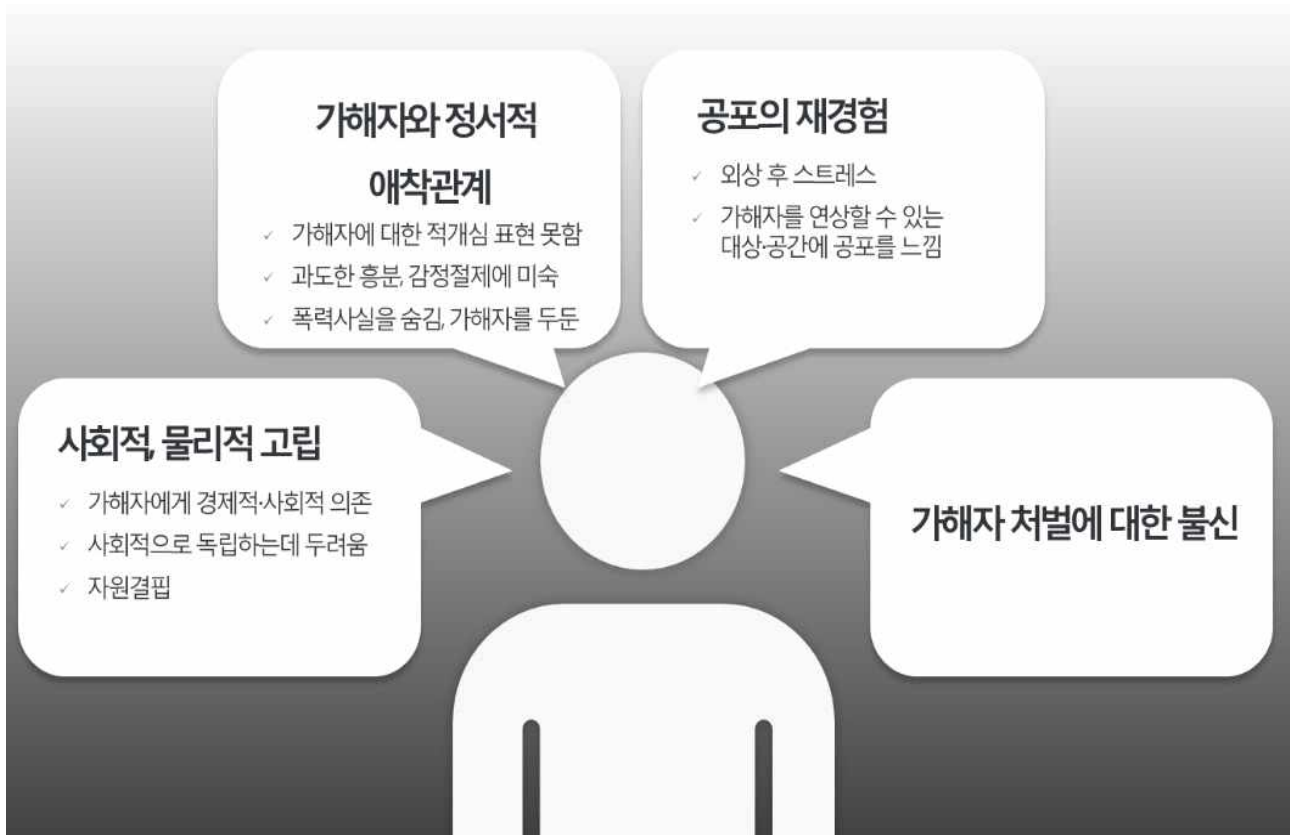 가해자와 정서적
애착관계
✓ 가해자에 대한 적개심 표현 못함
✓ 과도한 흥분, 감정절제에 미숙
✓ 폭력사실을 숨김, 가해자를 두둔
공포의 재경험
✓ 외상 후 스트레스
✓ 가해자를 연상할 수 있는
대상·공간에 공포를 느낌
사회적, 물리적 고립
✓ 가해자에게 경제적·사회적 의존
✓ 사회적으로 독립하는데 두려움
✓ 자원결핍
가해자 처벌에 대한 불신